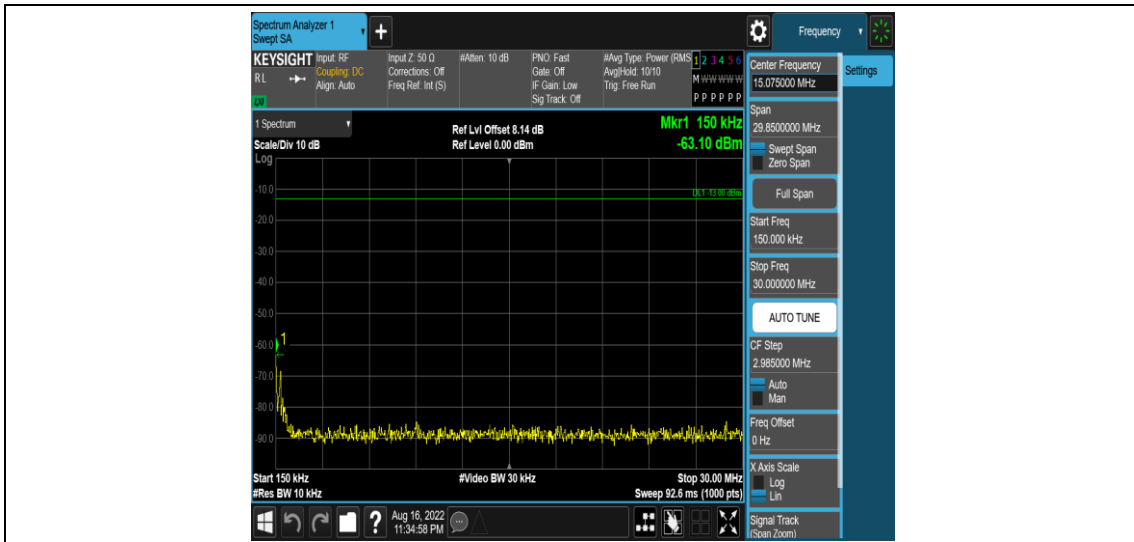 Spectrum Analyzer 1
Swept SA
+
Frequency
KEYSIGHT
RL
Input: RF
Coupling: DC
Align: Auto
Input Z: 50 Ω
Corrections: Off
Freq Ref: Int (S)
#Atten: 10 dB
PNO: Fast
Gate: Off
IF Gain: Low
Sig Track: Off
#Avg Type: Power (RMS
Avg|Hold: 10/10
Trig: Free Run
1 2 3 4 5 6
M W W W W W
P P P P P P
1 Spectrum
Scale/Div 10 dB
Log
Ref Lvl Offset 8.14 dB
Ref Level 0.00 dBm
Mkr1 150 kHz
-63.10 dBm
DL1 -13.00 dBm
-10.0
-20.0
-30.0
-40.0
-50.0
-60.0
-70.0
-80.0
-90.0
1
Start 150 kHz
#Res BW 10 kHz
#Video BW 30 kHz
Stop 30.00 MHz
Sweep 92.6 ms (1000 pts)
?
Aug 16, 2022
11:34:58 PM
Center Frequency
15.075000 MHz
Settings
Span
29.8500000 MHz
Swept Span
Zero Span
Full Span
Start Freq
150.000 kHz
Stop Freq
30.000000 MHz
AUTO TUNE
CF Step
2.985000 MHz
Auto
Man
Freq Offset
0 Hz
X Axis Scale
Log
Lin
Signal Track
(Span Zoom)